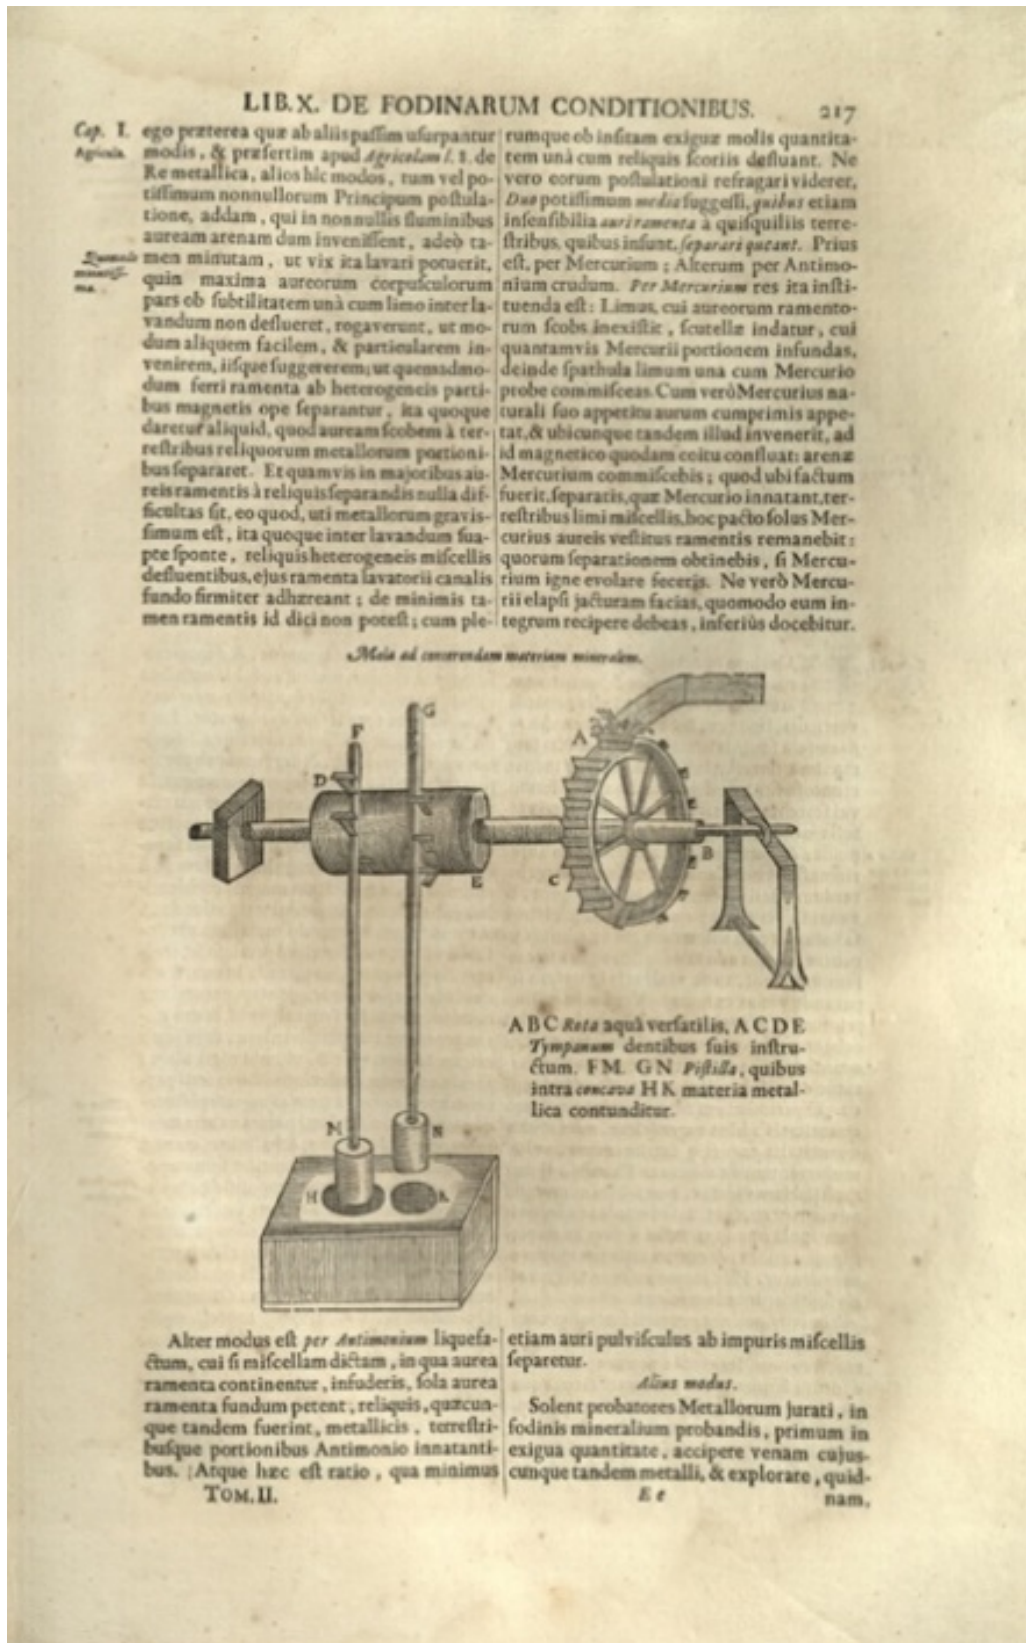 LIB. X. DE FODINARUM CONDITIONIBUS. 217
Cap. I.
Agricola.
ego præterea quæ ab aliis paſſim uſurpantur
modis, & præſertim apud Agricolam l. 8. de
Re metallica, alios hîc modos, tum vel po-
tiſſimum nonnullorum Principum poſtula-
tione, addam, qui in nonnullis fluminibus
auream arenam dum inveniſſent, adeò ta-
men minutam, ut vix ita lavari potuerit,
quin maxima aureorum corpuſculorum
pars ob ſubtilitatem unà cum limo inter la-
vandum non deflueret, rogaverunt, ut mo-
dum aliquem facilem, & particularem in-
venirem, iiſque ſuggererem; ut quemadmo-
dum ferri ramenta ab heterogeneis parti-
bus magnetis ope ſeparantur, ita quoque
daretur aliquid, quod auream ſcobem à ter-
reſtribus reliquorum metallorum portioni-
bus ſepararet. Et quamvis in majoribus au-
reis ramentis à reliquis ſeparandis nulla dif-
ficultas ſit, eo quod, uti metallorum graviſ-
ſimum eſt, ita quoque inter lavandum ſua-
pte ſponte, reliquis heterogeneis miſcellis
defluentibus, ejus ramenta lavatorii canalis
fundo firmiter adhæreant; de minimis ta-
men ramentis id dici non poteſt; cum ple-
rumque ob inſitam exiguæ molis quantita-
tem unà cum reliquis ſcoriis defluant. Ne
vero eorum poſtulationi refragari viderer,
Duo potiſſimum media ſuggeſſi, quibus etiam
inſenſibilia auri ramenta à quiſquiliis terre-
ſtribus, quibus inſunt, ſeparari queant. Prius
eſt, per Mercurium; Alterum per Antimo-
nium crudum. Per Mercurium res ita inſti-
tuenda eſt: Limus, cui aureorum ramento-
rum ſcobs inexiſtit, ſcutellæ indatur, cui
quantamvis Mercurii portionem infundas,
deinde ſpathula limum una cum Mercurio
probe commiſceas. Cum verò Mercurius na-
turali ſuo appetitu aurum cumprimis appe-
tat, & ubicunque tandem illud invenerit, ad
id magnetico quodam coitu confluat: arenæ
Mercurium commiſcebis; quod ubi factum
fuerit, ſeparatis, quæ Mercurio innatant, ter-
reſtribus limi miſcellis, hoc pacto ſolus Mer-
curius aureis veſtitus ramentis remanebit:
quorum ſeparationem obtinebis, ſi Mercu-
rium igne evolare feceris. Ne verò Mercu-
rii elapſi jacturam facias, quomodo eum in-
tegrum recipere debeas, inferiùs docebitur.
Mola ad conterendam materiam mineralem.
G
F
A
D
E
B
C
E
A B C Rota aquâ verſatilis, A C D E
Tympanum dentibus ſuis inſtru-
ctum. F M. G N Piſtilla, quibus
intra concava H K materia metal-
lica contunditur.
M
N
H
K
Alter modus eſt per Antimonium liquefa-
ctum, cui ſi miſcellam dictam, in qua aurea
ramenta continentur, infuderis, ſola aurea
ramenta fundum petent, reliquis, quæcun-
que tandem fuerint, metallicis, terreſtri-
buſque portionibus Antimonio innatanti-
bus. Atque hæc eſt ratio, qua minimus
etiam auri pulviſculus ab impuris miſcellis
ſeparetur.
Alius modus.
Solent probatores Metallorum jurati, in
fodinis mineralium probandis, primum in
exigua quantitate, accipere venam cujus-
cunque tandem metalli, & explorare, quid-
TOM. II.
E e
nam,